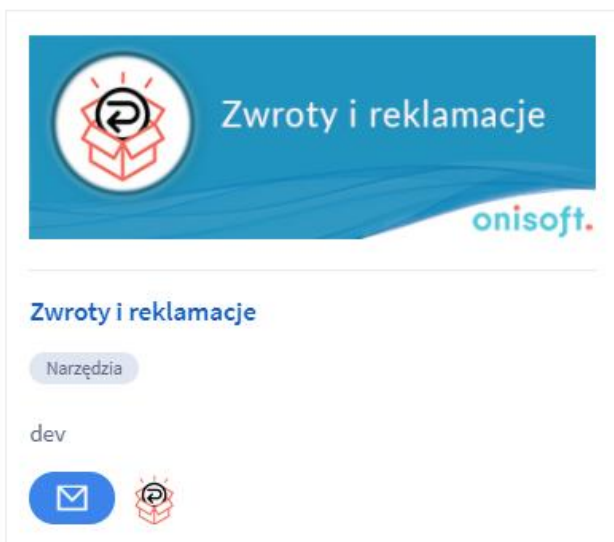 Zwroty i reklamacje
onisoft.
Zwroty i reklamacje
Narzędzia
dev